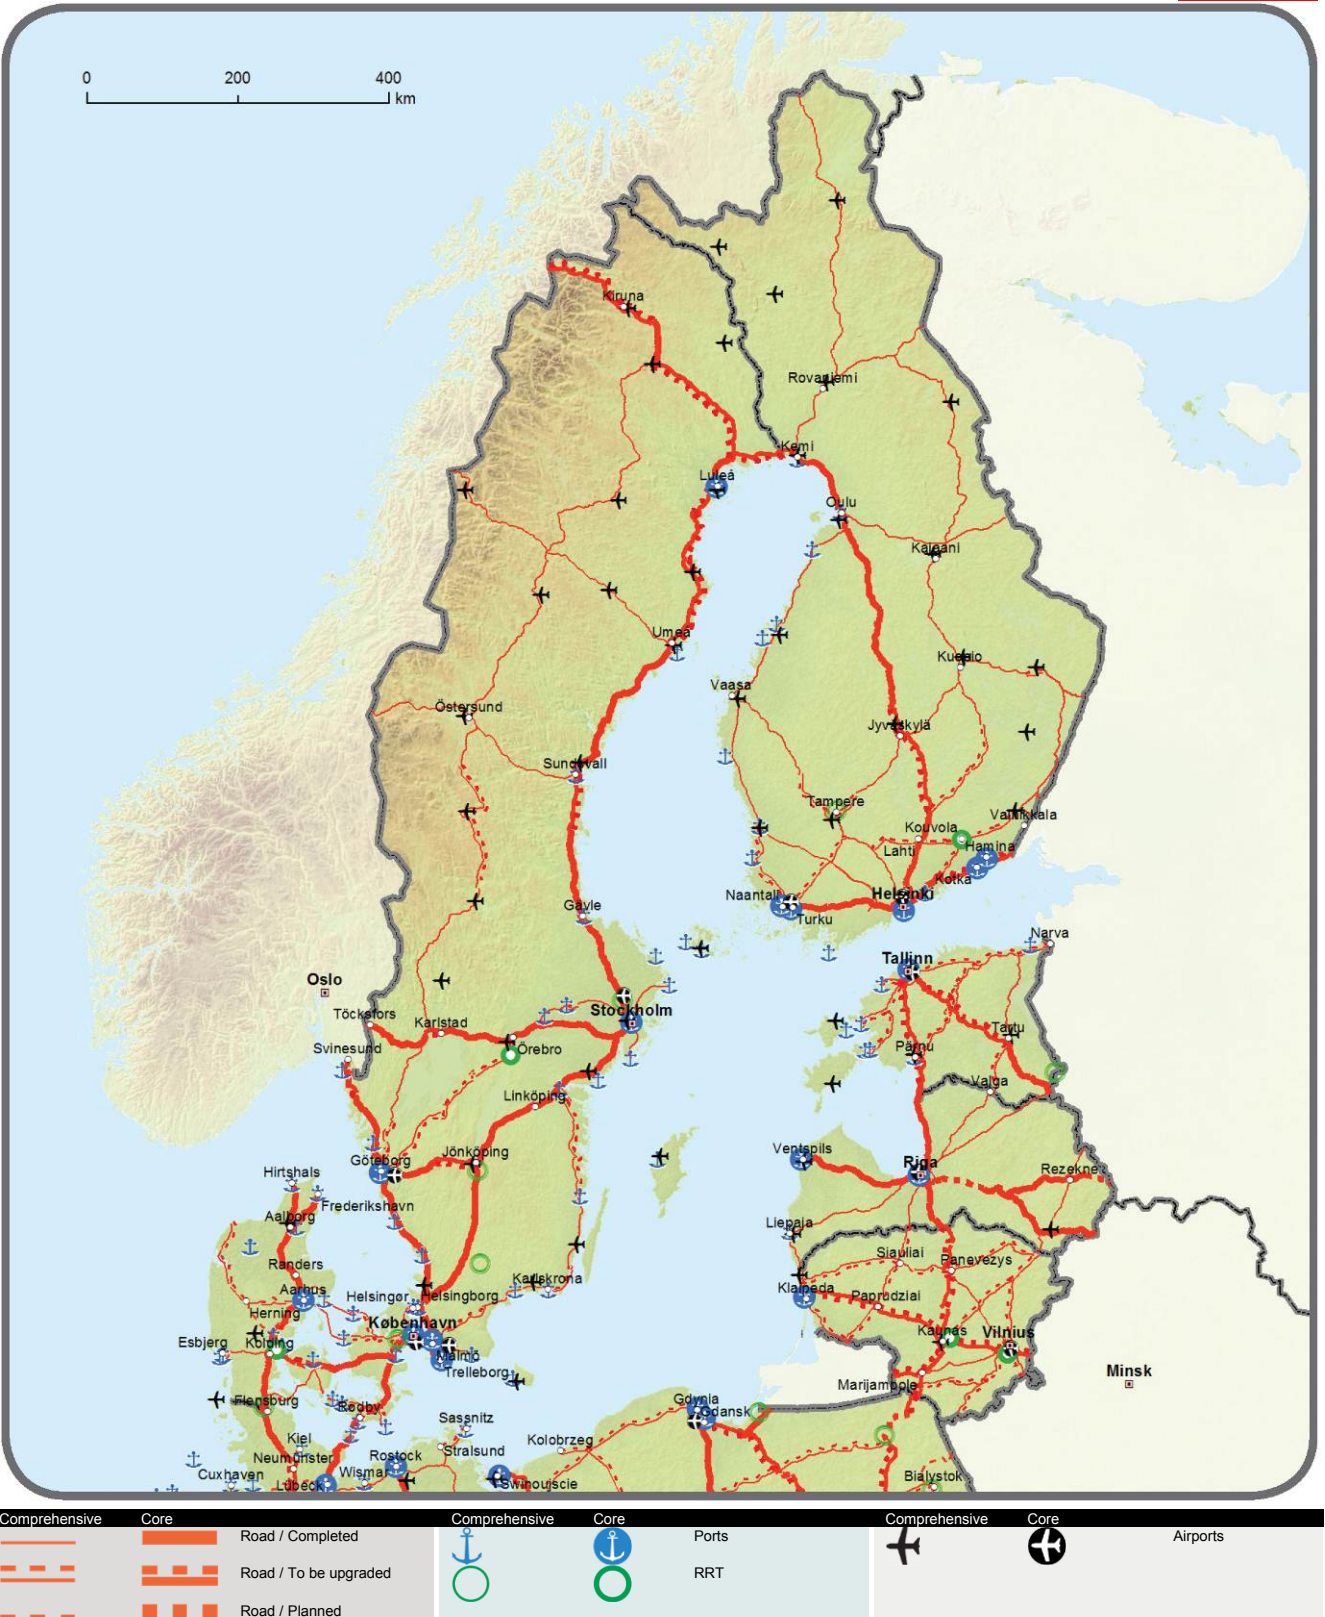 0 200 400
km
Kiruna
Rovaniemi
Kemi
Luleå
Oulu
Kajaani
Umeå
Kuopio
Vaasa
Östersund
Jyväskylä
Sundsvall
Tampere
Vainikkala
Kouvola
Hamina
Lahti
Kotka
Naantali
Helsinki
Gävle
Turku
Narva
Tallinn
Oslo
Töcksfors
Stockholm
Karlstad
Tartu
Svinesund
Örebro
Pärnu
Valga
Linköping
Ventspils
Jönköping
Göteborg
Riga
Rezekne
Hirtshals
Frederikshavn
Aalborg
Liepaja
Siauliai
Panevezys
Randers
Karlskrona
Aarhus
Helsingør
Helsingborg
Klaipeda
Paprudziai
Herning
København
Kaunas
Vilnius
Esbjerg
Kolding
Malmö
Trelleborg
Minsk
Marijampole
Flensburg
Rødby
Gdynia
Gdansk
Sassnitz
Kiel
Kolobrzeg
Stralsund
Neumünster
Rostock
Cuxhaven
Wismar
Bialystok
Lübeck
Swinoujscie
Comprehensive Core Comprehensive Core Comprehensive Core
Road / Completed Ports Airports
Road / To be upgraded RRT
Road / Planned